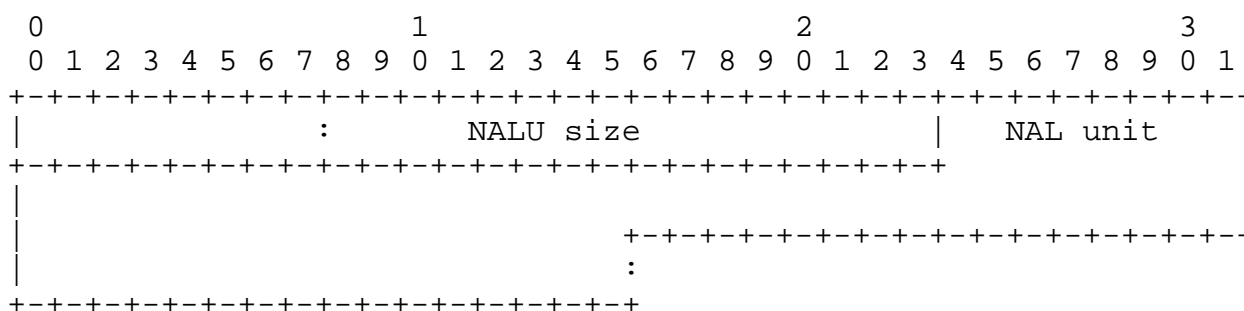 0 1 2 3
0 1 2 3 4 5 6 7 8 9 0 1 2 3 4 5 6 7 8 9 0 1 2 3 4 5 6 7 8 9 0 1
+-+-+-+-+-+-+-+-+-+-+-+-+-+-+-+-+-+-+-+-+-+-+-+-+-+-+-+-+-+-+-+--
| : NALU size | NAL unit
+-+-+-+-+-+-+-+-+-+-+-+-+-+-+-+-+-+-+-+-+-+-+-+-+
|
| +-+-+-+-+-+-+-+-+-+-+-+-+-+-+-+--
| :
+-+-+-+-+-+-+-+-+-+-+-+-+-+-+-+-+